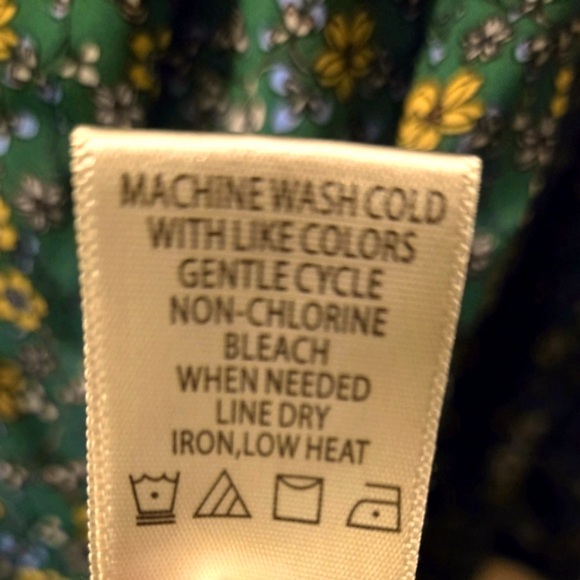 MACHINE WASH COLD
WITH LIKE COLORS
GENTLE CYCLE
NON-CHLORINE
BLEACH
WHEN NEEDED
LINE DRY
IRON,LOW HEAT